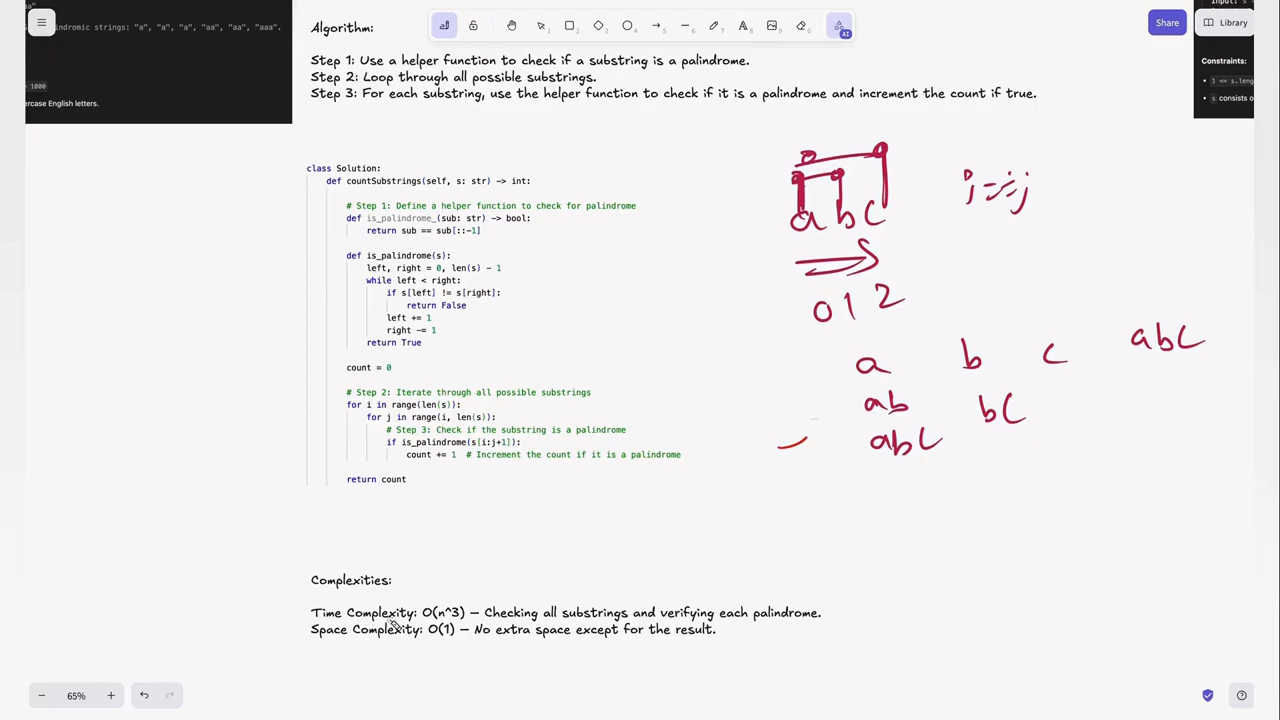 aa"
ndromic strings: "a", "a", "a", "aa", "aa", "aaa".
1000
ercase English letters.
Algorithm:
Step 1: Use a helper function to check if a substring is a palindrome.
Step 2: Loop through all possible substrings.
Step 3: For each substring, use the helper function to check if it is a palindrome and increment the count if true.
AI
Share
Library
Constraints:
1 <= s.leng
s consists o
class Solution:
def countSubstrings(self, s: str) -> int:
# Step 1: Define a helper function to check for palindrome
def is_palindrome_(sub: str) -> bool:
return sub == sub[::-1]
def is_palindrome(s):
left, right = 0, len(s) - 1
while left < right:
if s[left] != s[right]:
return False
left += 1
right -= 1
return True
count = 0
# Step 2: Iterate through all possible substrings
for i in range(len(s)):
for j in range(i, len(s)):
# Step 3: Check if the substring is a palindrome
if is_palindrome(s[i:j+1]):
count += 1 # Increment the count if it is a palindrome
return count
abc
0 1 2
a b c abc
ab bc
abc
Complexities:
Time Complexity: O(n^3) — Checking all substrings and verifying each palindrome.
Space Complexity: O(1) — No extra space except for the result.
65%